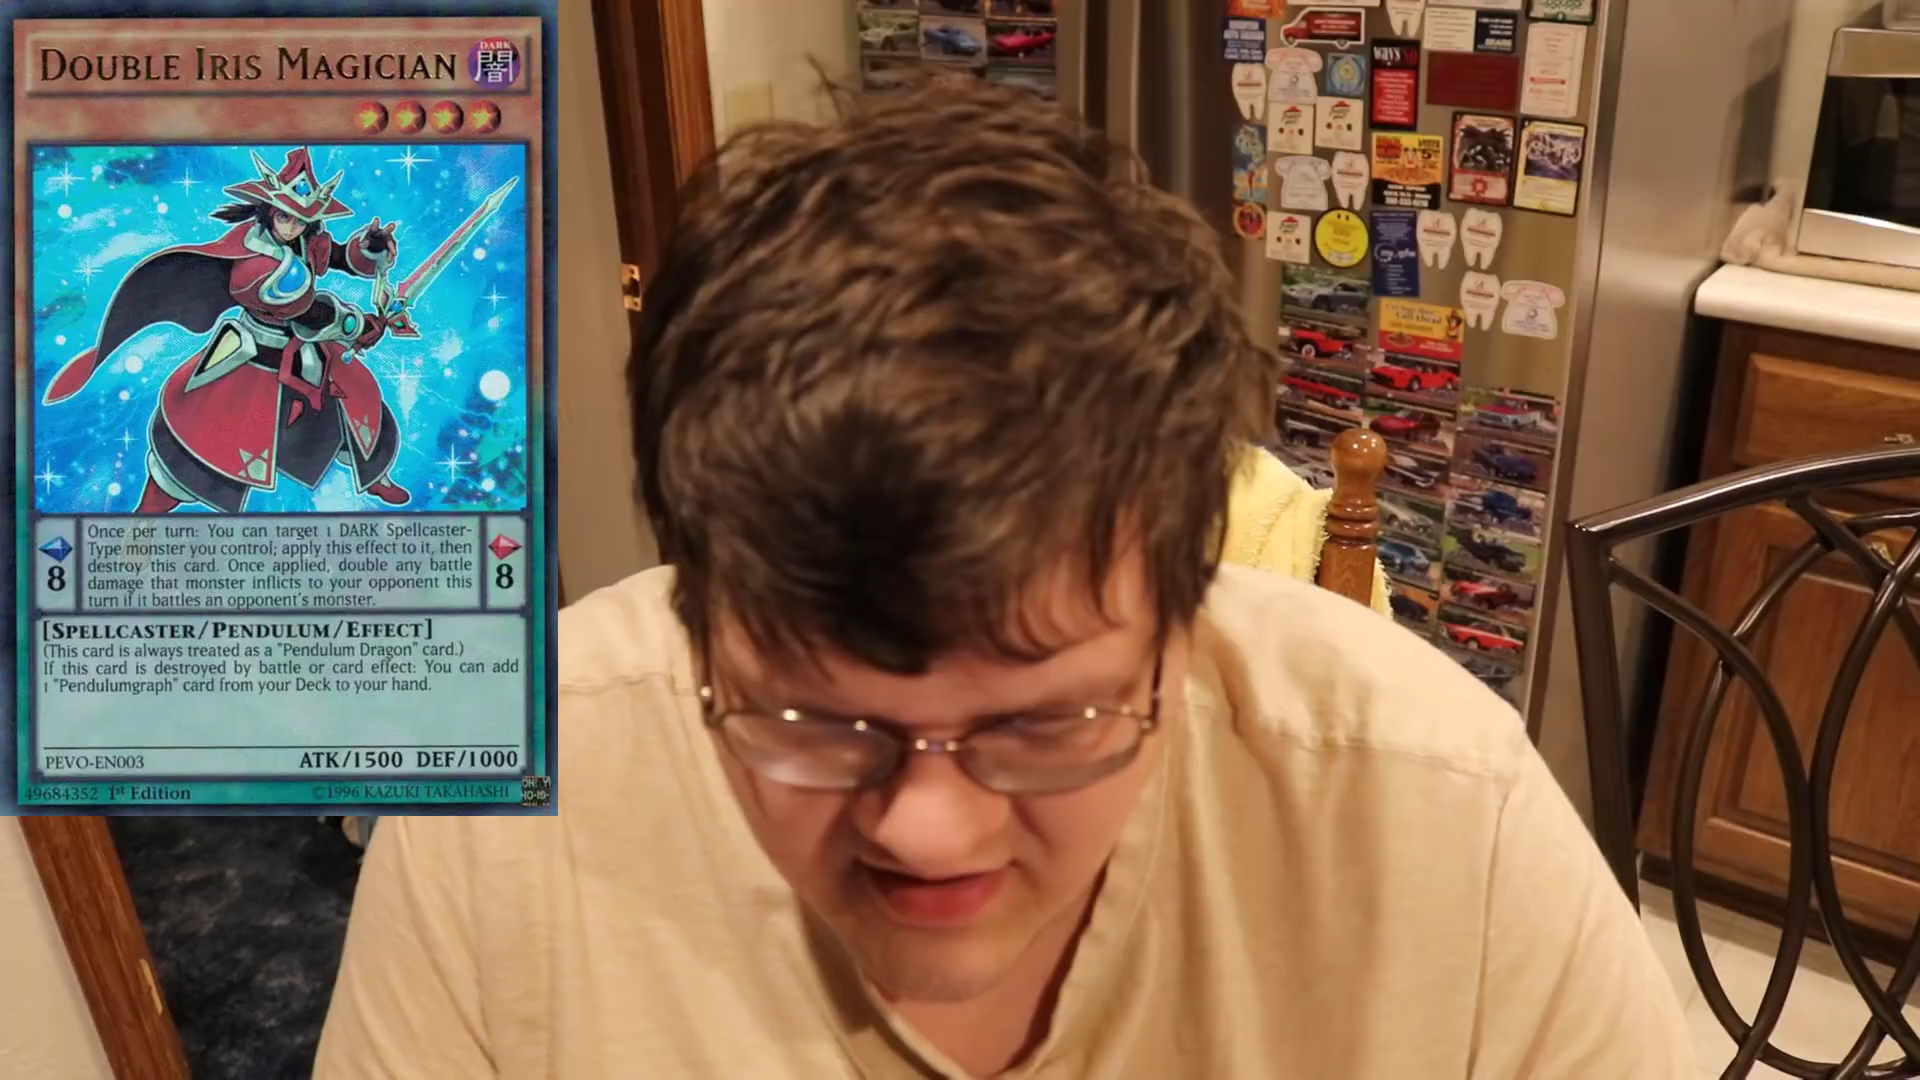 DOUBLE IRIS MAGICIAN
DARK
闇
Once per turn: You can target 1 DARK Spellcaster-
Type monster you control; apply this effect to it, then
destroy this card. Once applied, double any battle
damage that monster inflicts to your opponent this
turn if it battles an opponent's monster.
8
8
[SPELLCASTER/PENDULUM/EFFECT]
(This card is always treated as a "Pendulum Dragon" card.)
If this card is destroyed by battle or card effect: You can add
1 "Pendulumgraph" card from your Deck to your hand.
PEVO-EN003
ATK/1500 DEF/1000
49684352 1st Edition
©1996 KAZUKI TAKAHASHI